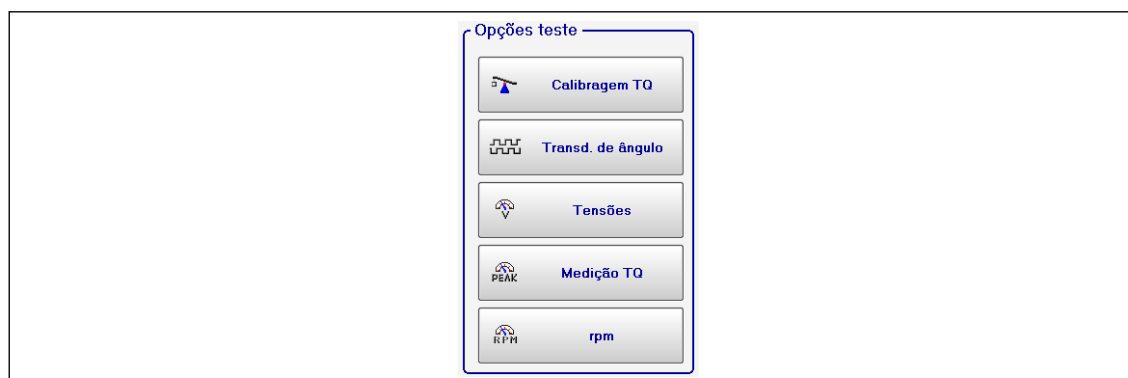 Opções teste
Calibragem TQ
Transd. de ângulo
Tensões
V
Medição TQ
PEAK
rpm
RPM